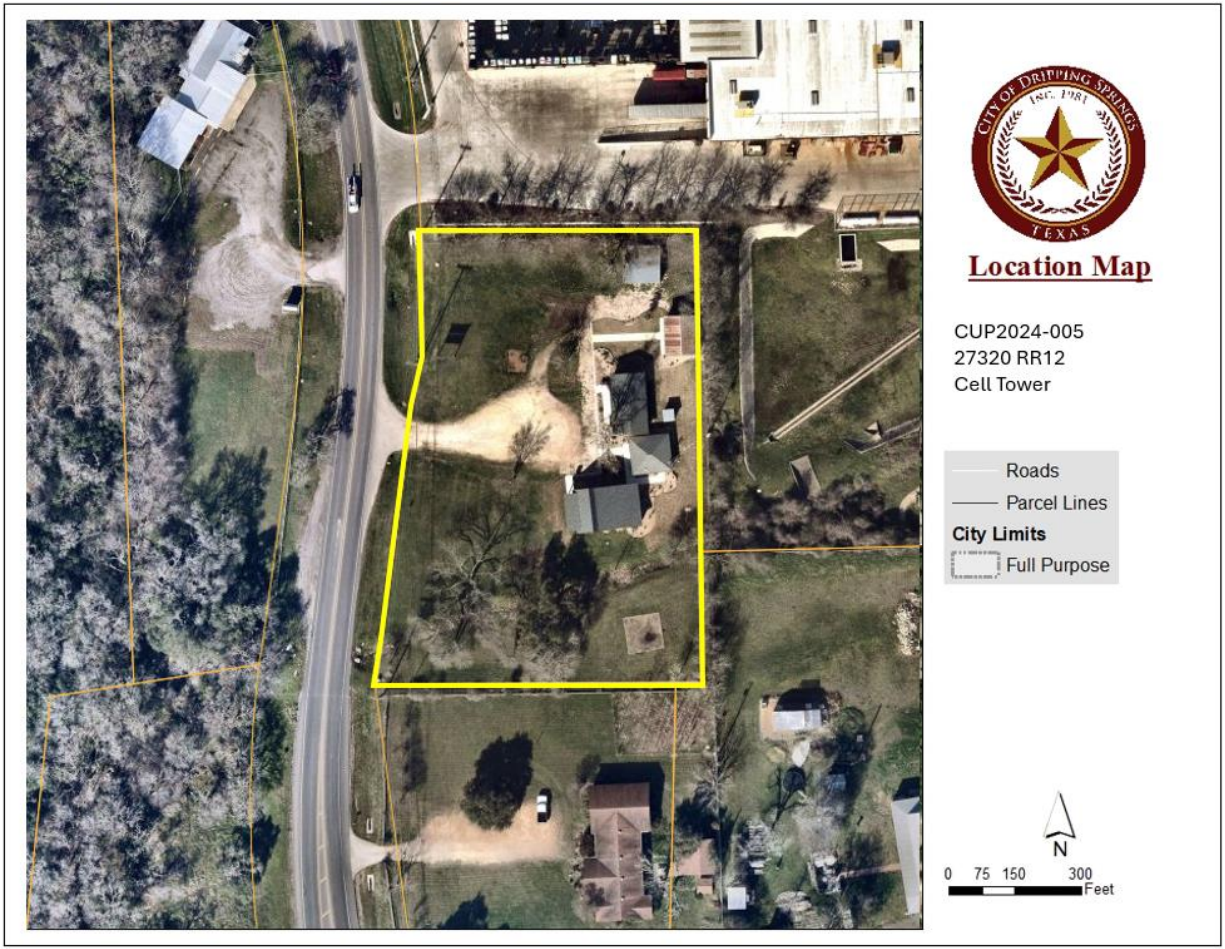 CITY OF DRIPPING SPRINGS
INC. 1981
TEXAS
Location Map
CUP2024-005
27320 RR12
Cell Tower
Roads
Parcel Lines
City Limits
Full Purpose
N
0 75 150 300
Feet